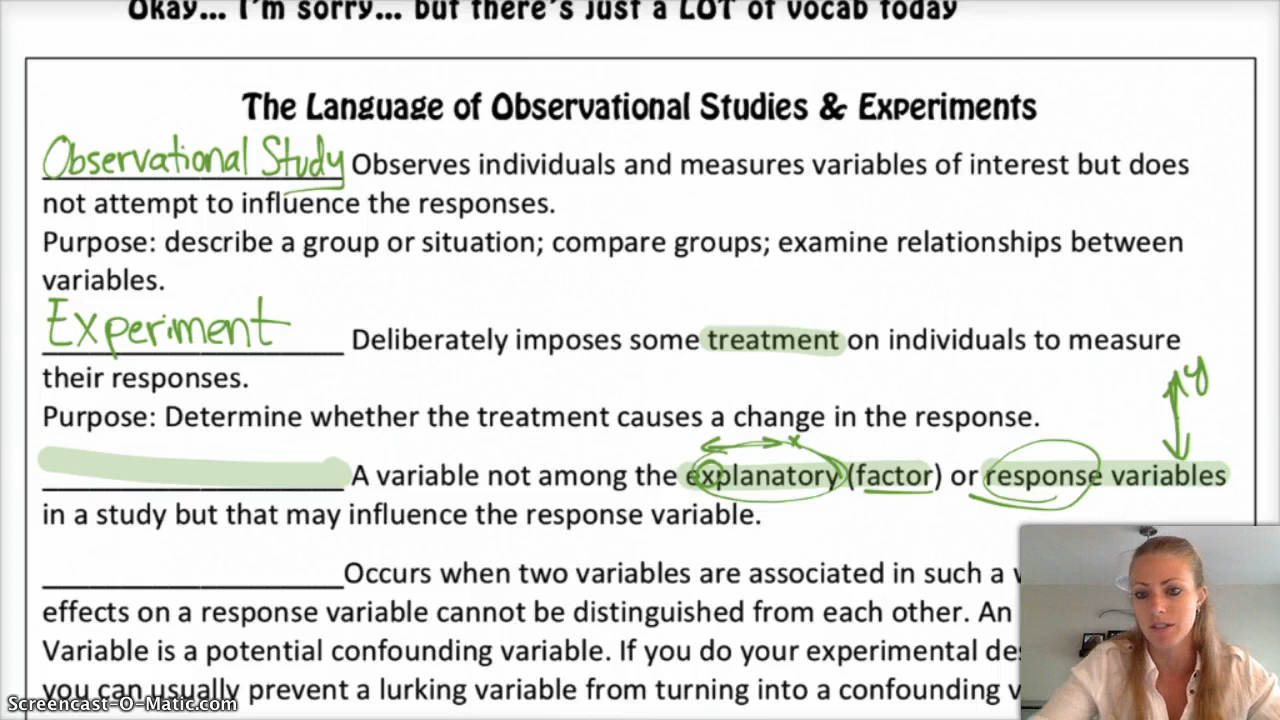 Okay... I'm sorry... but there's just a LOT of vocab today
The Language of Observational Studies & Experiments
Observational Study Observes individuals and measures variables of interest but does
not attempt to influence the responses.
Purpose: describe a group or situation; compare groups; examine relationships between
variables.
Experiment Deliberately imposes some treatment on individuals to measure
their responses.
Purpose: Determine whether the treatment causes a change in the response.
y
x
A variable not among the explanatory (factor) or response variables
in a study but that may influence the response variable.
Occurs when two variables are associated in such a
effects on a response variable cannot be distinguished from each other. An
Variable is a potential confounding variable. If you do your experimental
you can usually prevent a lurking variable from turning into a confounding
Screencast-O-Matic.com